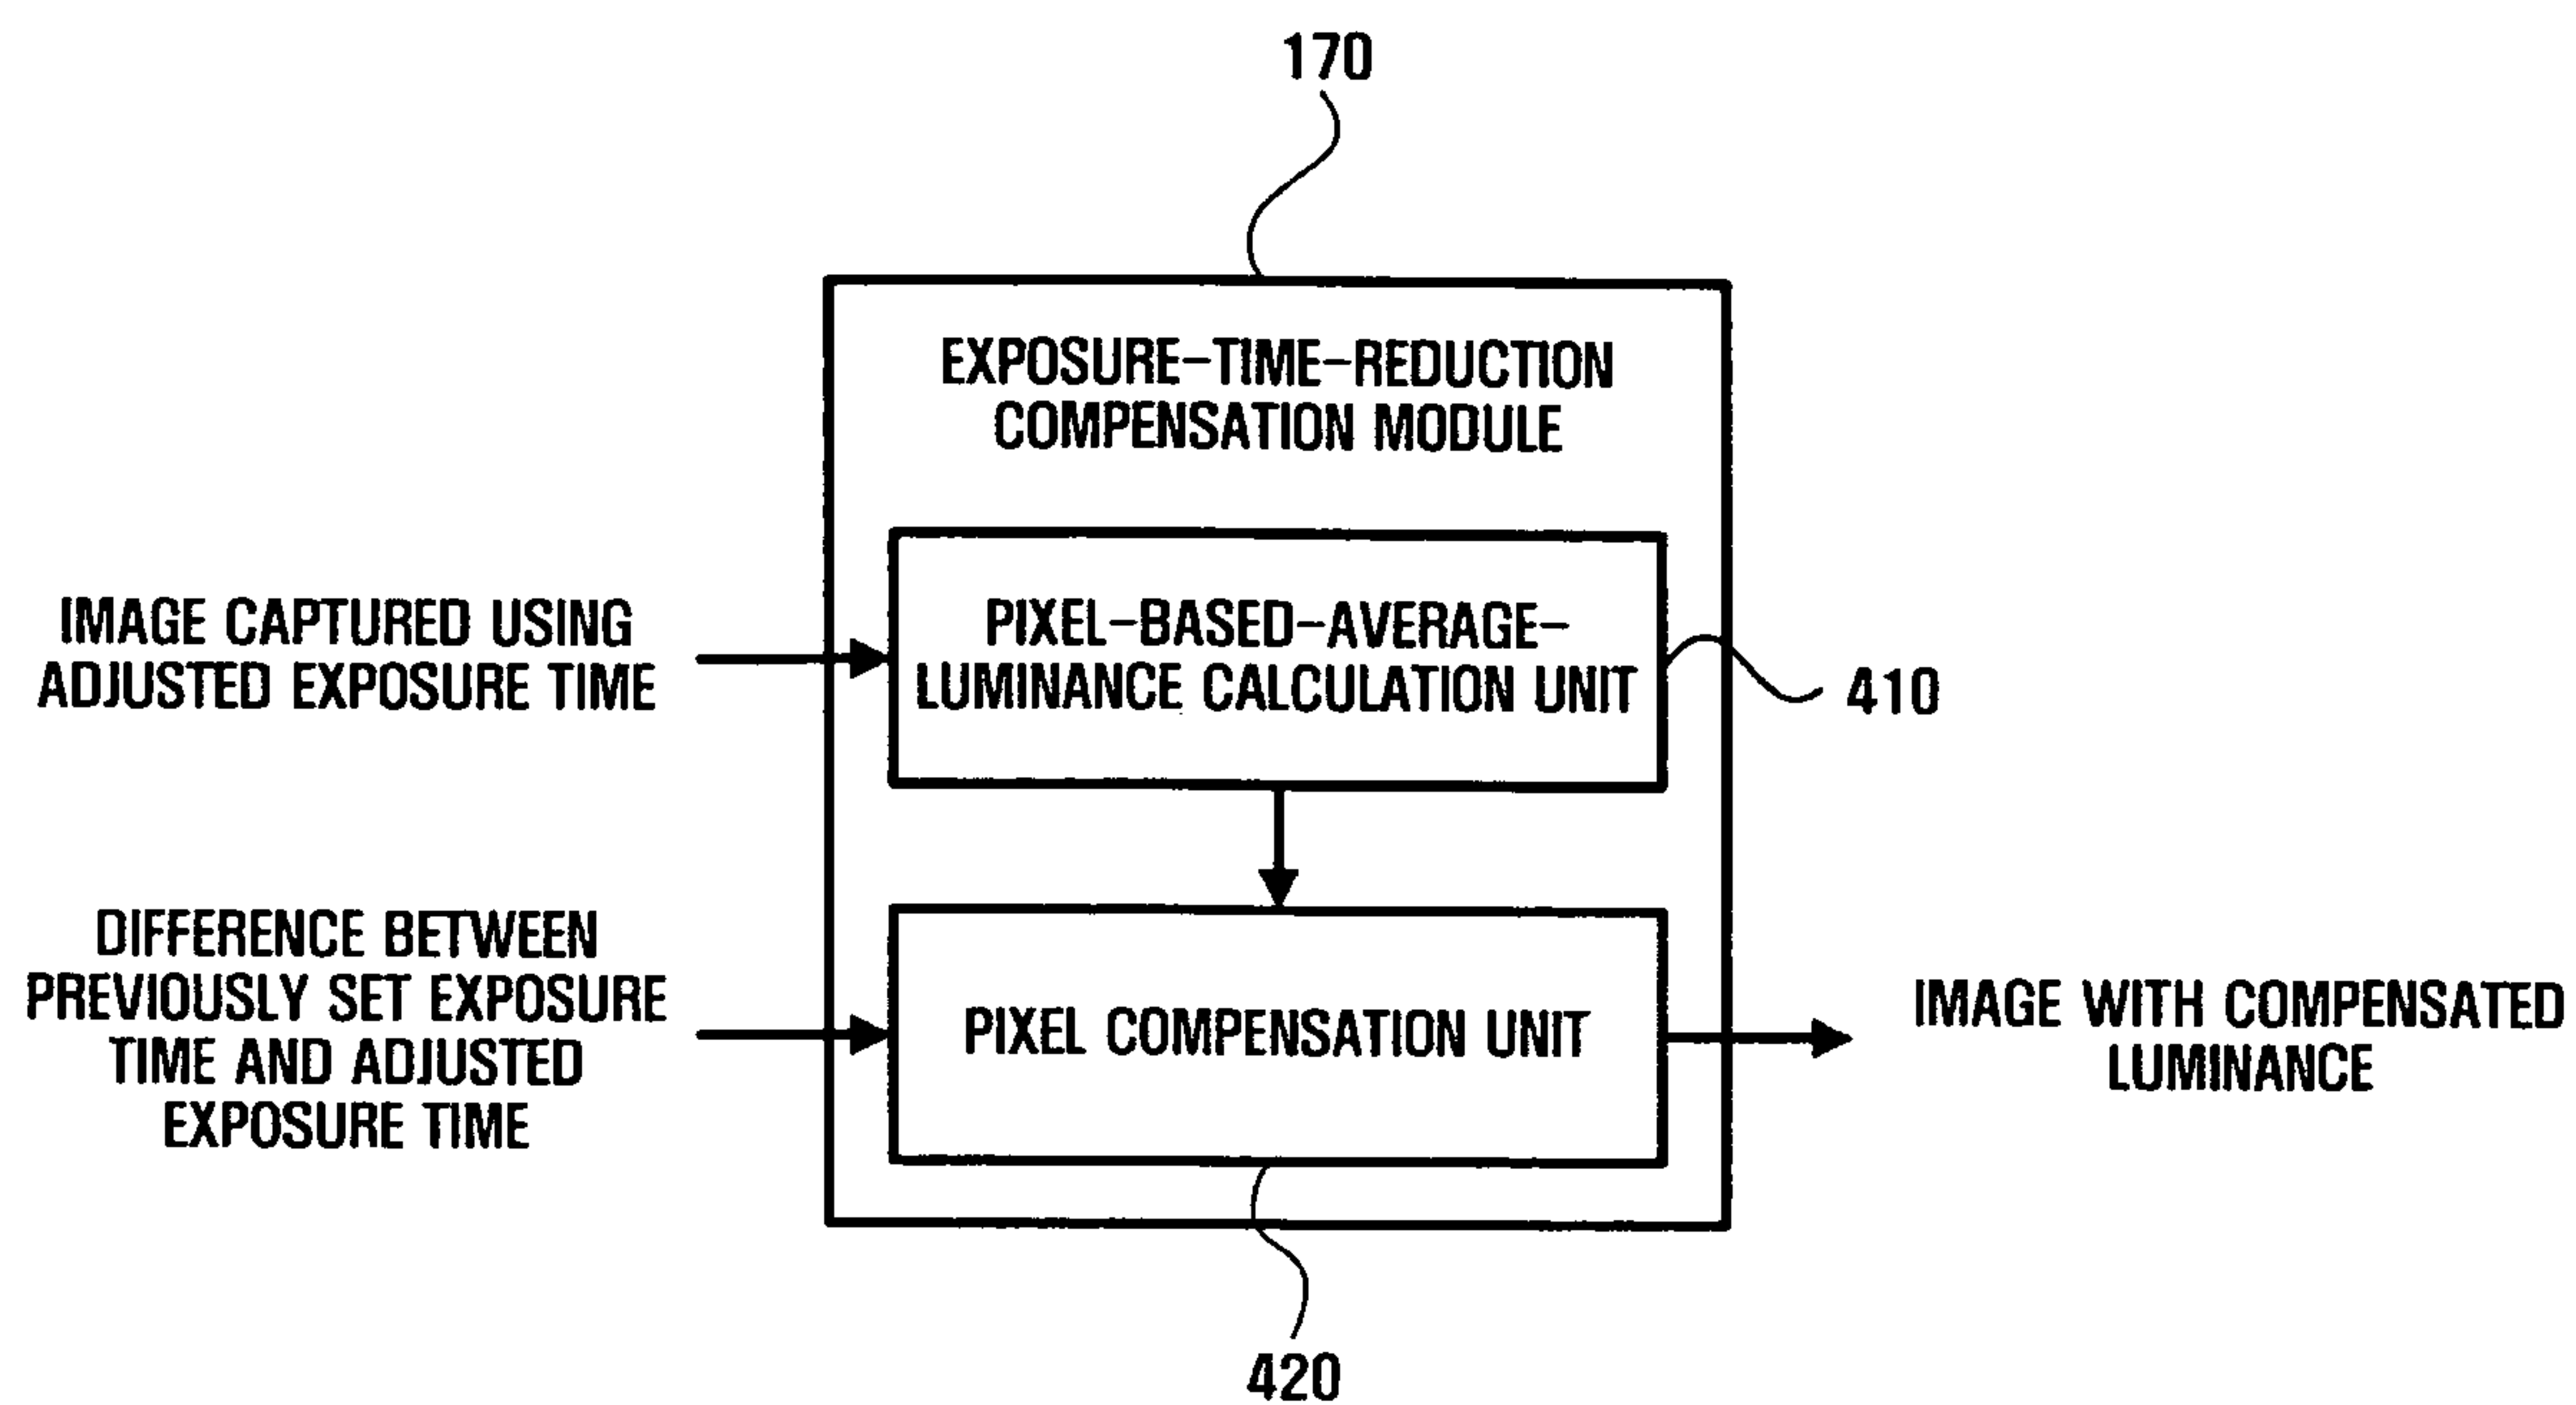 170
EXPOSURE-TIME-REDUCTION
COMPENSATION MODULE
IMAGE CAPTURED USING
ADJUSTED EXPOSURE TIME
PIXEL-BASED-AVERAGE-
LUMINANCE CALCULATION UNIT
410
DIFFERENCE BETWEEN
PREVIOUSLY SET EXPOSURE
TIME AND ADJUSTED
EXPOSURE TIME
PIXEL COMPENSATION UNIT
IMAGE WITH COMPENSATED
LUMINANCE
420